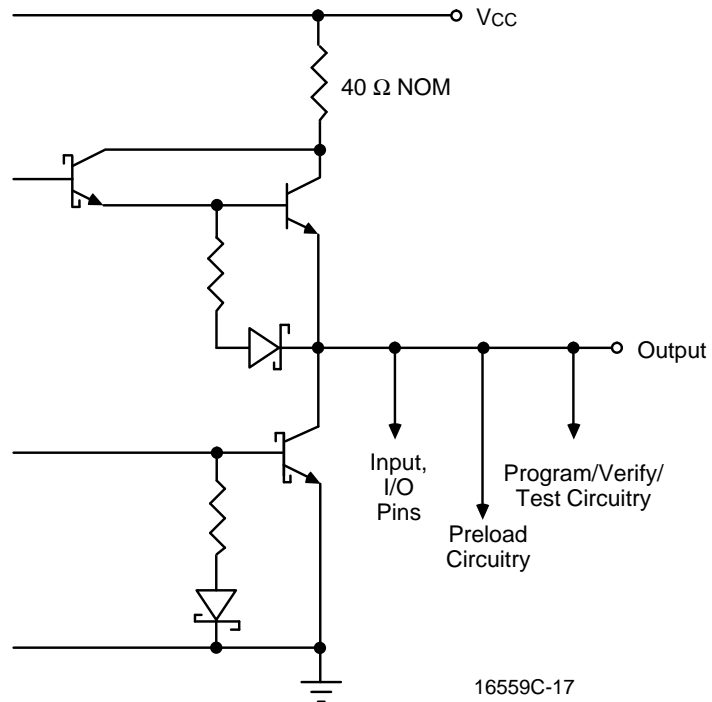 VCC
40 Ω NOM
Output
Input,
I/O
Pins
Program/Verify/
Test Circuitry
Preload
Circuitry
16559C-17